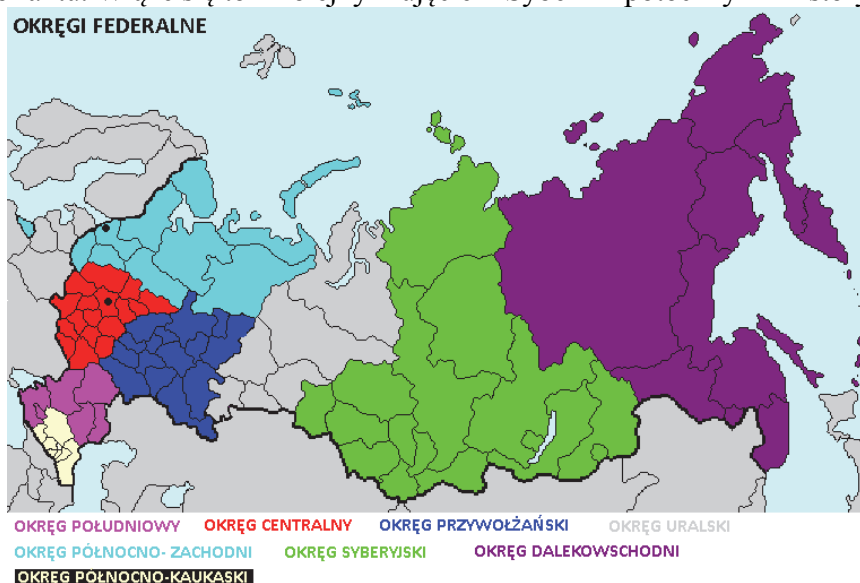 OKRĘGI FEDERALNE
OKRĘG POŁUDNIOWY OKRĘG CENTRALNY OKRĘG PRZYWOŁŻAŃSKI OKRĘG URALSKI
OKRĘG PÓŁNOCNO- ZACHODNI OKRĘG SYBERYJSKI OKRĘG DALEKOWSCHODNI
OKRĘG PÓŁNOCNO-KAUKASKI